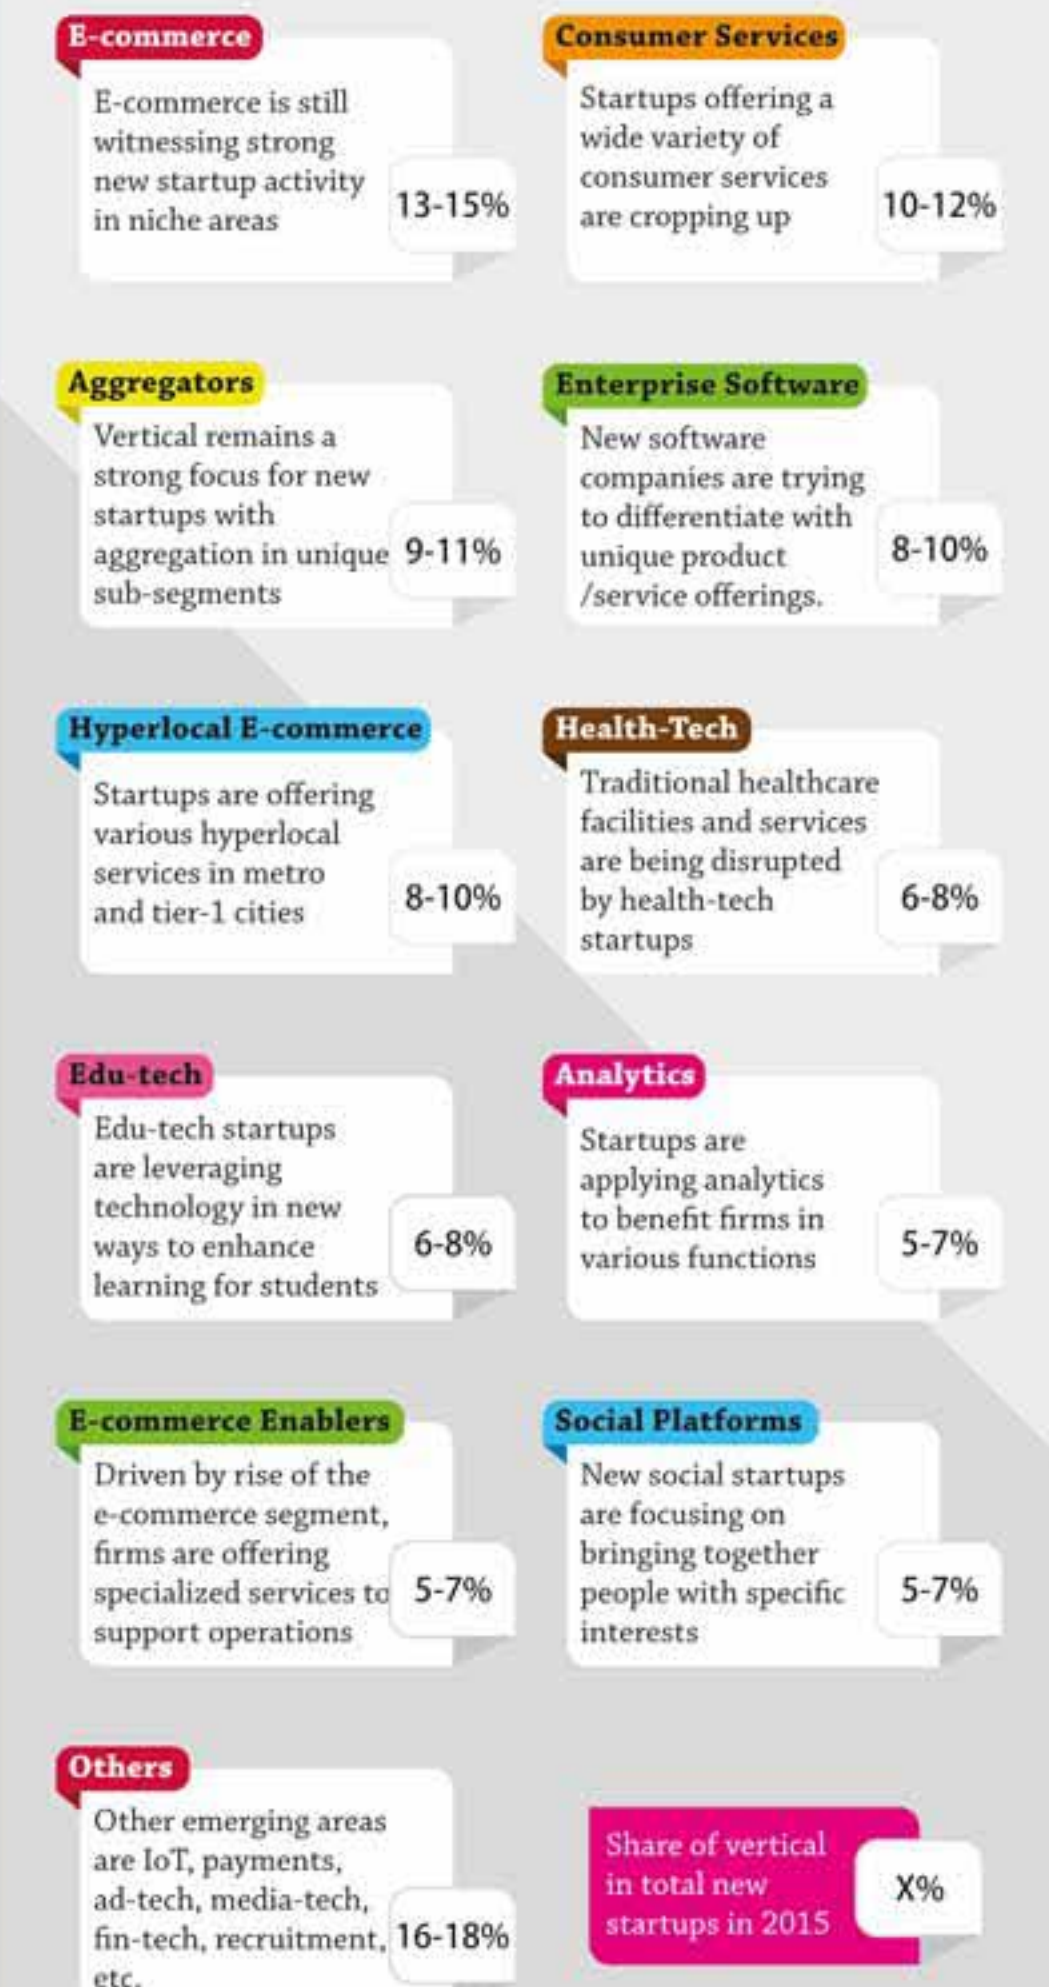 E-commerce
E-commerce is still
witnessing strong
new startup activity
in niche areas
13-15%
Consumer Services
Startups offering a
wide variety of
consumer services
are cropping up
10-12%
Aggregators
Vertical remains a
strong focus for new
startups with
aggregation in unique
sub-segments
9-11%
Enterprise Software
New software
companies are trying
to differentiate with
unique product
/service offerings.
8-10%
Hyperlocal E-commerce
Startups are offering
various hyperlocal
services in metro
and tier-1 cities
8-10%
Health-Tech
Traditional healthcare
facilities and services
are being disrupted
by health-tech
startups
6-8%
Edu-tech
Edu-tech startups
are leveraging
technology in new
ways to enhance
learning for students
6-8%
Analytics
Startups are
applying analytics
to benefit firms in
various functions
5-7%
E-commerce Enablers
Driven by rise of the
e-commerce segment,
firms are offering
specialized services to
support operations
5-7%
Social Platforms
New social startups
are focusing on
bringing together
people with specific
interests
5-7%
Others
Other emerging areas
are IoT, payments,
ad-tech, media-tech,
fin-tech, recruitment,
etc.
16-18%
Share of vertical
in total new
startups in 2015
X%